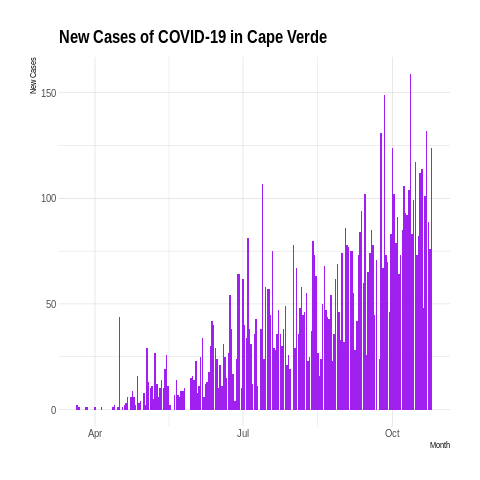 New Cases of COVID-19 in Cape Verde
New Cases
150
100
50
0
Apr Jul Oct
Month